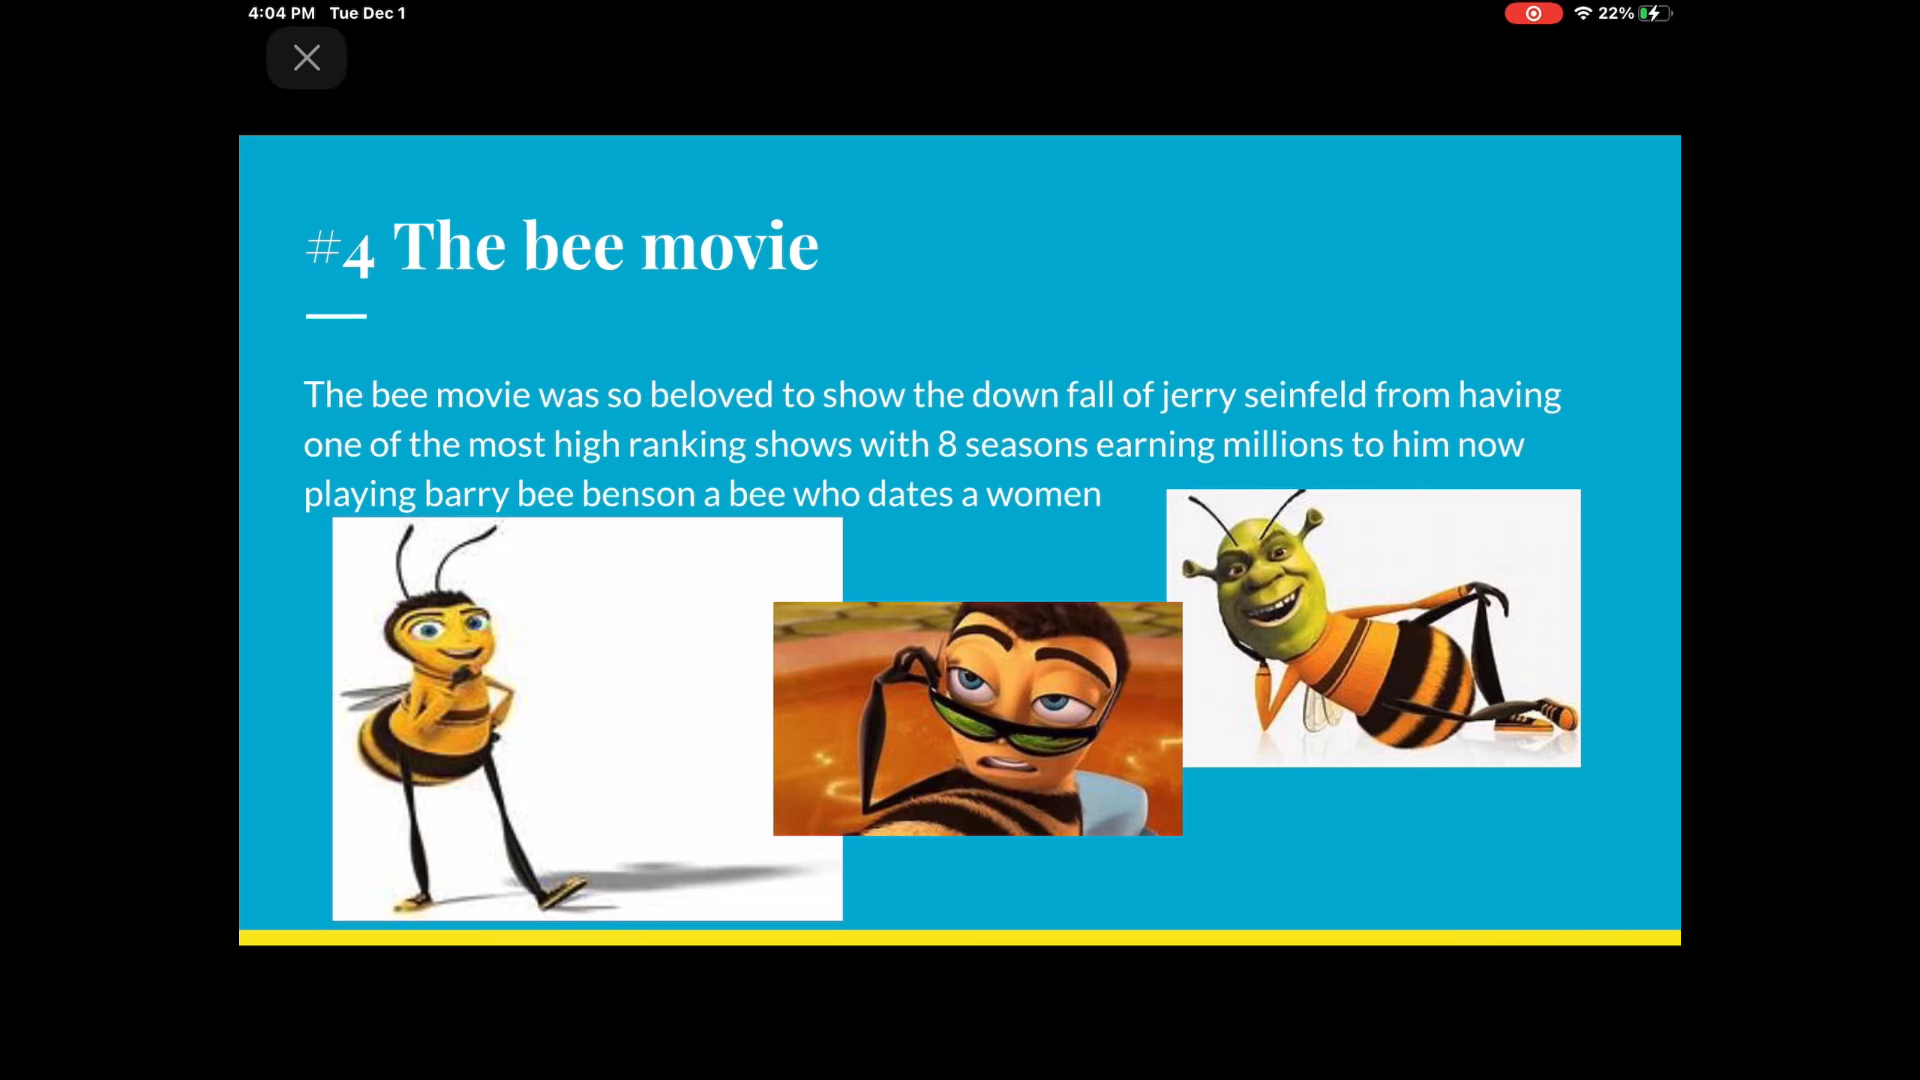 4:04 PM Tue Dec 1
22%
#4 The bee movie
The bee movie was so beloved to show the down fall of jerry seinfeld from having
one of the most high ranking shows with 8 seasons earning millions to him now
playing barry bee benson a bee who dates a women